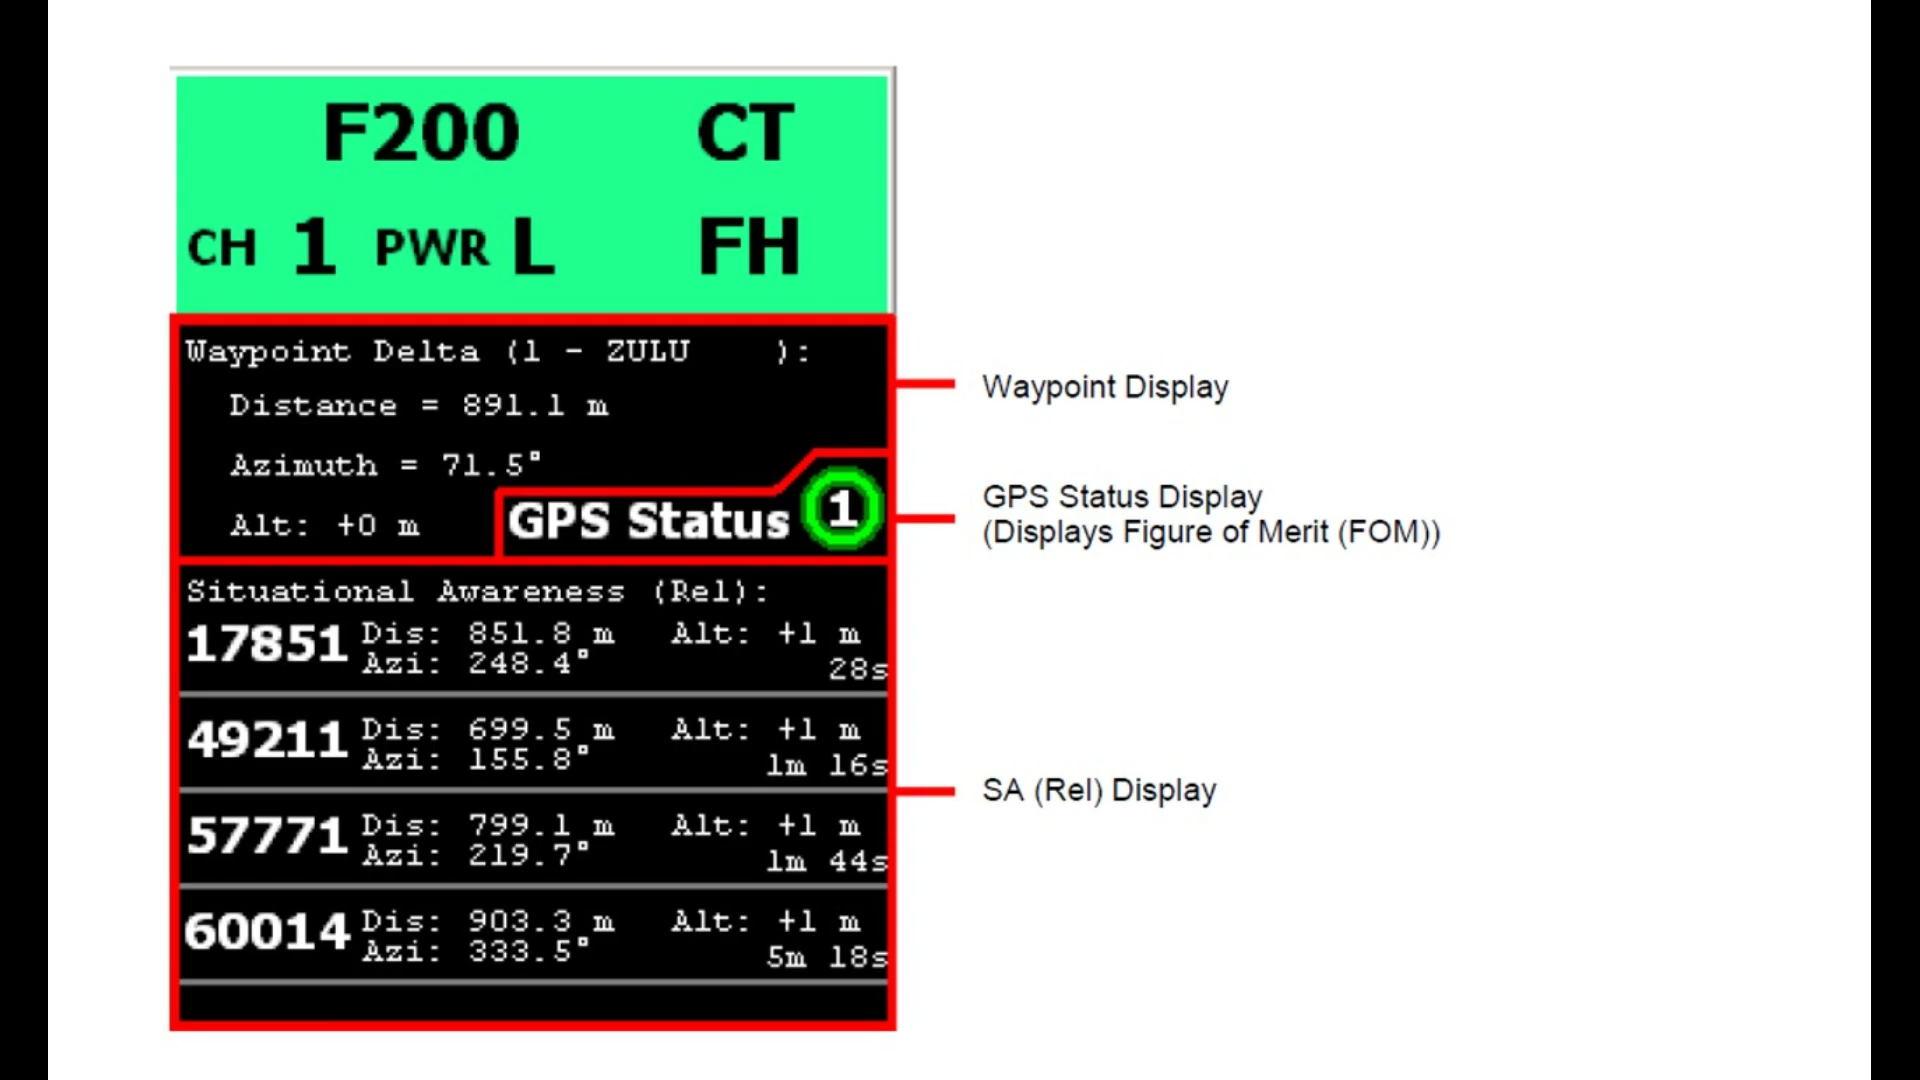 F200 CT
CH 1 PWR L FH
Waypoint Delta (1 - ZULU    ):
Distance = 891.1 m
Azimuth = 71.5°
Alt: +0 m
GPS Status 1
Waypoint Display
GPS Status Display
(Displays Figure of Merit (FOM))
Situational Awareness (Rel):
17851 Dis: 851.8 m Alt: +1 m
Azi: 248.4° 28s
49211 Dis: 699.5 m Alt: +1 m
Azi: 155.8° 1m 16s
57771 Dis: 799.1 m Alt: +1 m
Azi: 219.7° 1m 44s
60014 Dis: 903.3 m Alt: +1 m
Azi: 333.5° 5m 18s
SA (Rel) Display